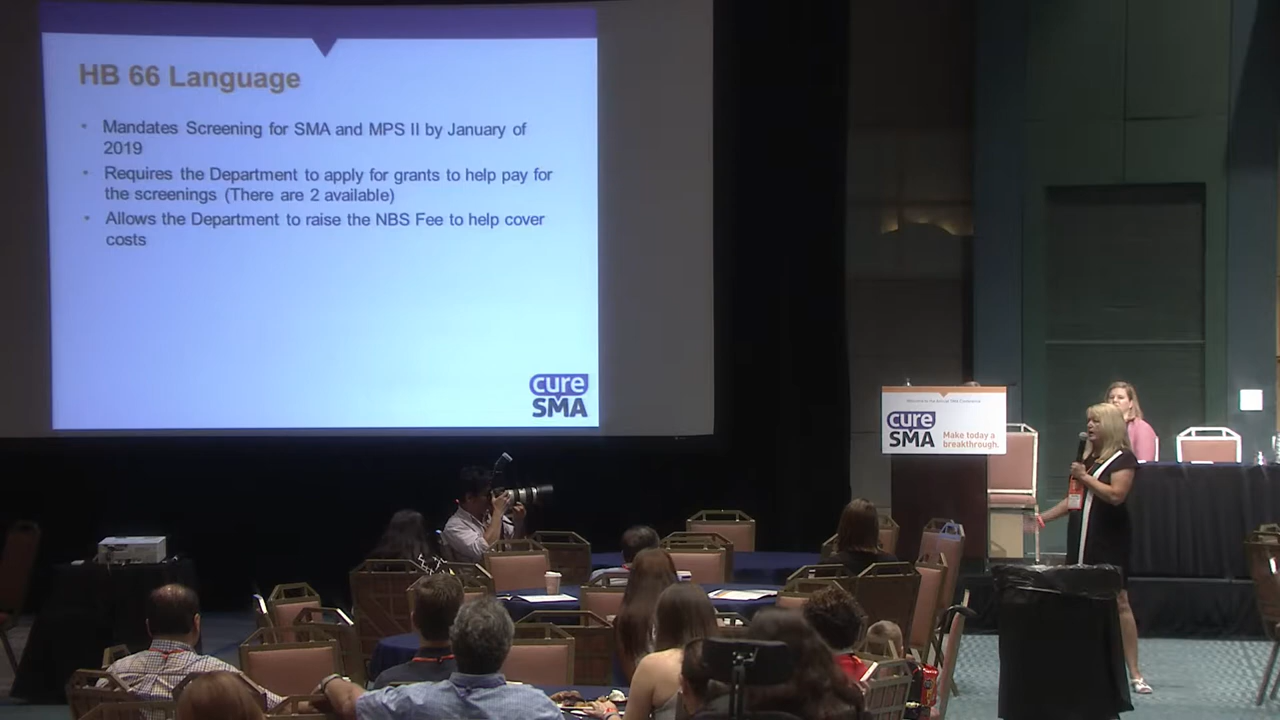 HB 66 Language
• Mandates Screening for SMA and MPS II by January of
2019
• Requires the Department to apply for grants to help pay for
the screenings (There are 2 available)
• Allows the Department to raise the NBS Fee to help cover
costs
cure
SMA
cure
SMA
Make today a
breakthrough.